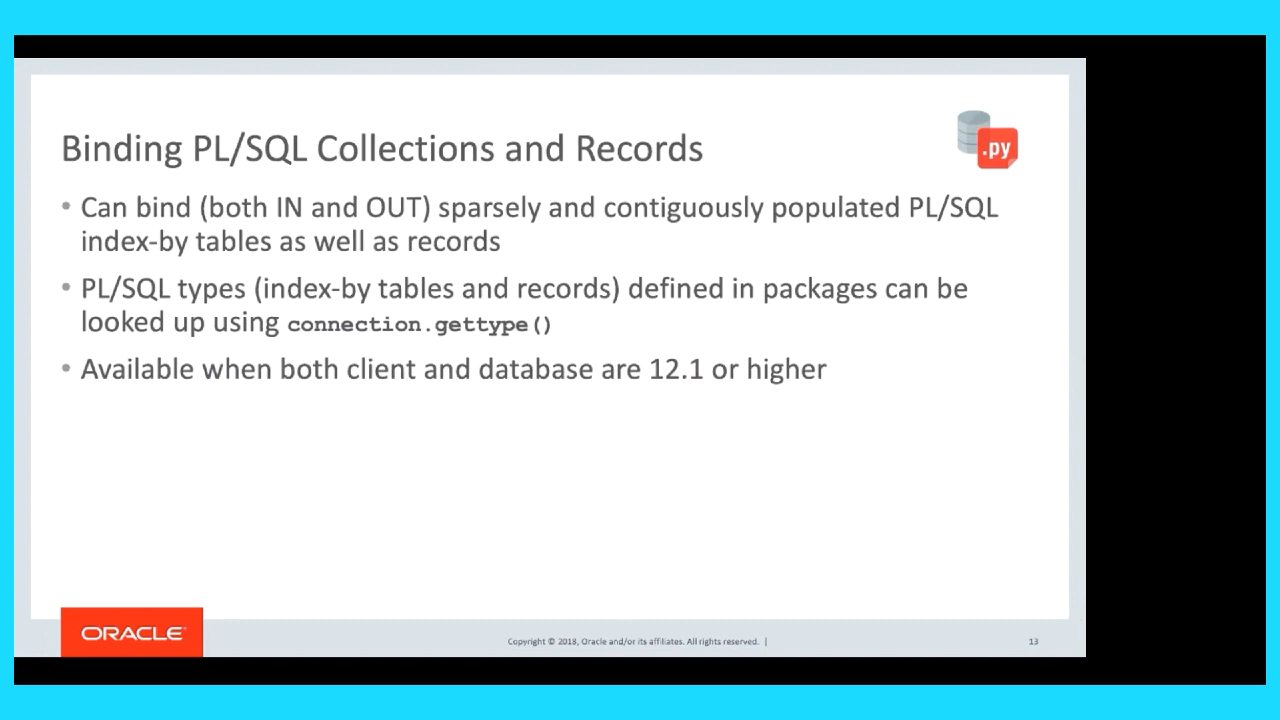 Binding PL/SQL Collections and Records
.py
• Can bind (both IN and OUT) sparsely and contiguously populated PL/SQL
index-by tables as well as records
• PL/SQL types (index-by tables and records) defined in packages can be
looked up using connection.gettype()
• Available when both client and database are 12.1 or higher
ORACLE
Copyright © 2018, Oracle and/or its affiliates. All rights reserved. |
13